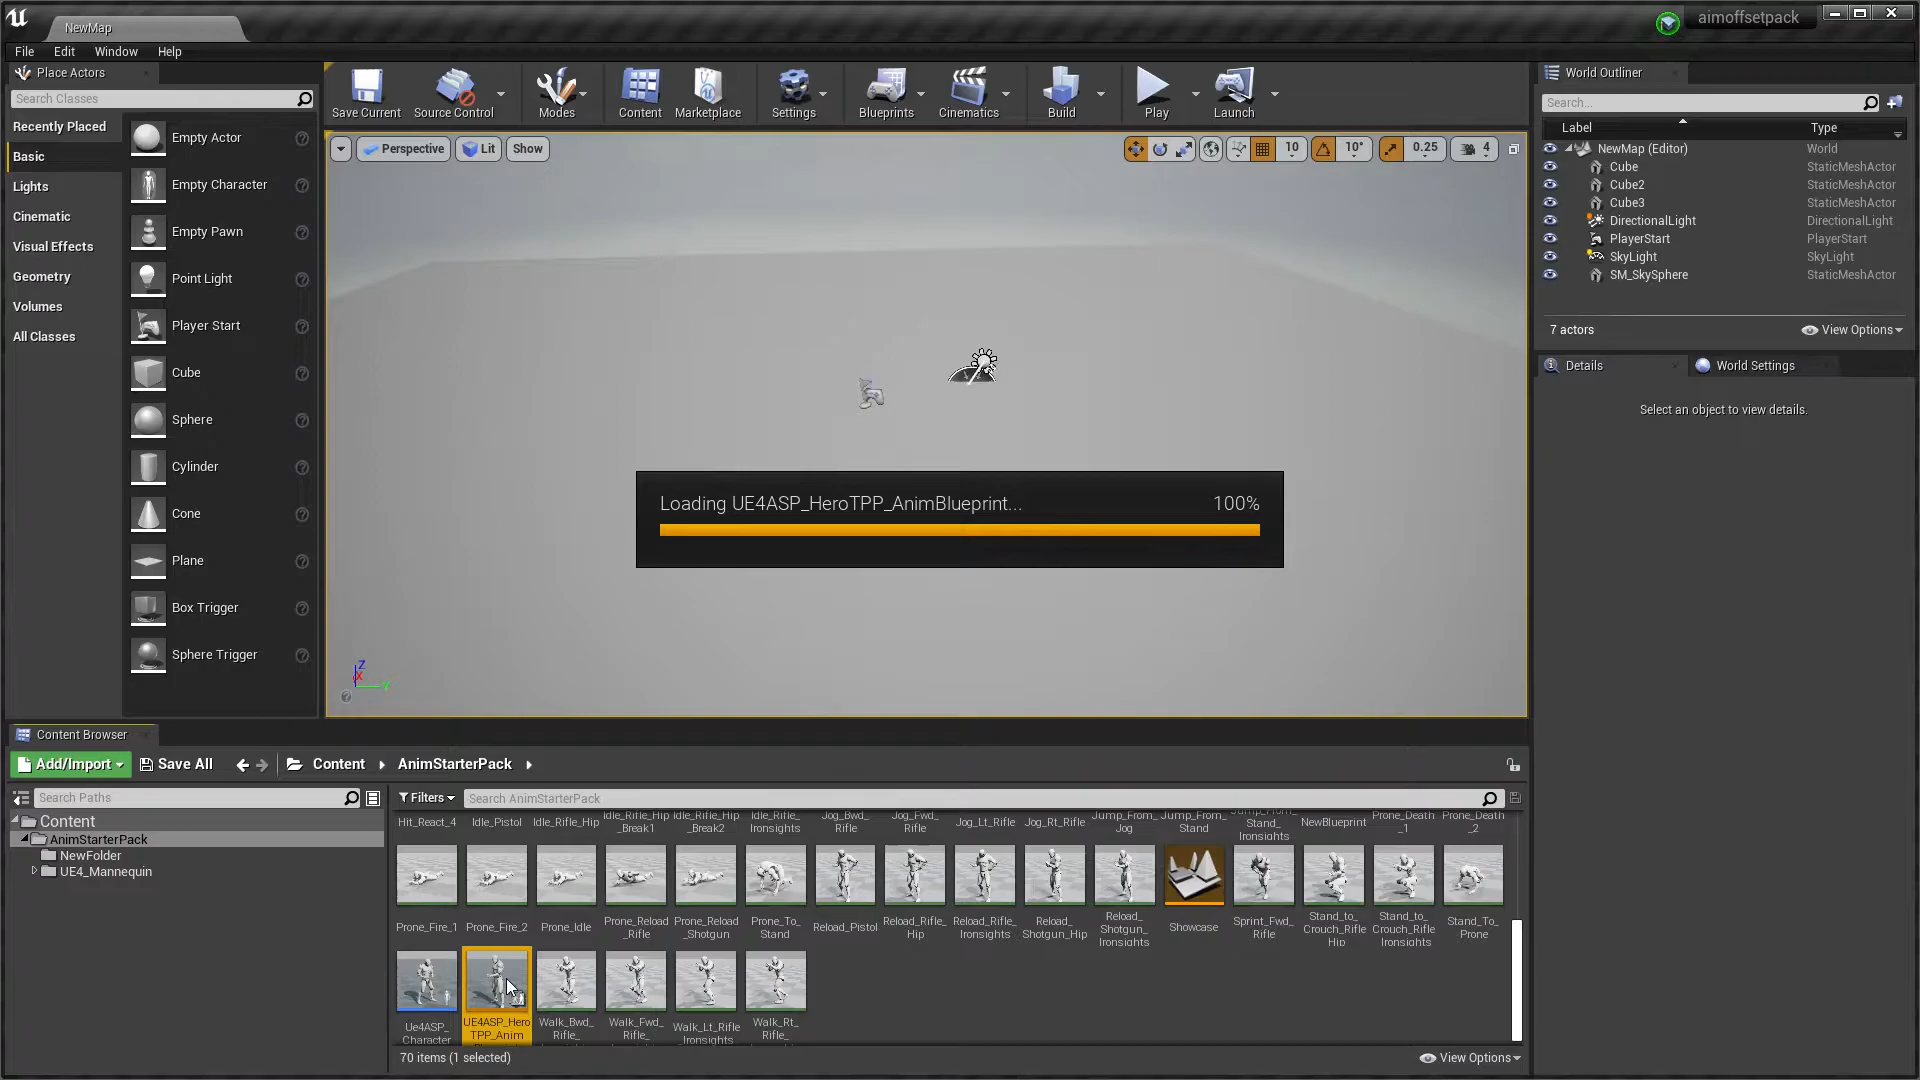 NewMap
aimoffsetpack
File Edit Window Help
Place Actors
Search Classes
Recently Placed
Basic
Lights
Cinematic
Visual Effects
Geometry
Volumes
All Classes
Empty Actor
Empty Character
Empty Pawn
Point Light
Player Start
Cube
Sphere
Cylinder
Cone
Plane
Box Trigger
Sphere Trigger
Save Current Source Control Modes Content Marketplace Settings Blueprints Cinematics Build Play Launch
Perspective Lit Show
10 10° 0.25 4
Loading UE4ASP_HeroTPP_AnimBlueprint... 100%
Z
X
Y
World Outliner
Search...
Label Type
NewMap (Editor) World
Cube StaticMeshActor
Cube2 StaticMeshActor
Cube3 StaticMeshActor
DirectionalLight DirectionalLight
PlayerStart PlayerStart
SkyLight SkyLight
SM_SkySphere StaticMeshActor
7 actors View Options
Details World Settings
Select an object to view details.
Content Browser
Add/Import Save All Content AnimStarterPack
Search Paths
Content
AnimStarterPack
NewFolder
UE4_Mannequin
Filters Search AnimStarterPack
Hit_React_4 Idle_Pistol Idle_Rifle_Hip Idle_Rifle_Hip_Break1 Idle_Rifle_Hip_Break2 Idle_Rifle_Ironsights Jog_Bwd_Rifle Jog_Fwd_Rifle Jog_Lt_Rifle Jog_Rt_Rifle Jump_From_Jog Jump_From_Stand Jump_From_Stand_Ironsights NewBlueprint Prone_Death_1 Prone_Death_2
Prone_Fire_1 Prone_Fire_2 Prone_Idle Prone_Reload_Rifle Prone_Reload_Shotgun Prone_To_Stand Reload_Pistol Reload_Rifle_Hip Reload_Rifle_Ironsights Reload_Shotgun_Hip Reload_Shotgun_Ironsights Showcase Sprint_Fwd_Rifle Stand_to_Crouch_Rifle_Hip Stand_to_Crouch_Rifle_Ironsights Stand_To_Prone
Ue4ASP_Character UE4ASP_HeroTPP_Anim Walk_Bwd_Rifle_ Walk_Fwd_Rifle_ Walk_Lt_Rifle_Ironsights Walk_Rt_Rifle_
70 items (1 selected) View Options